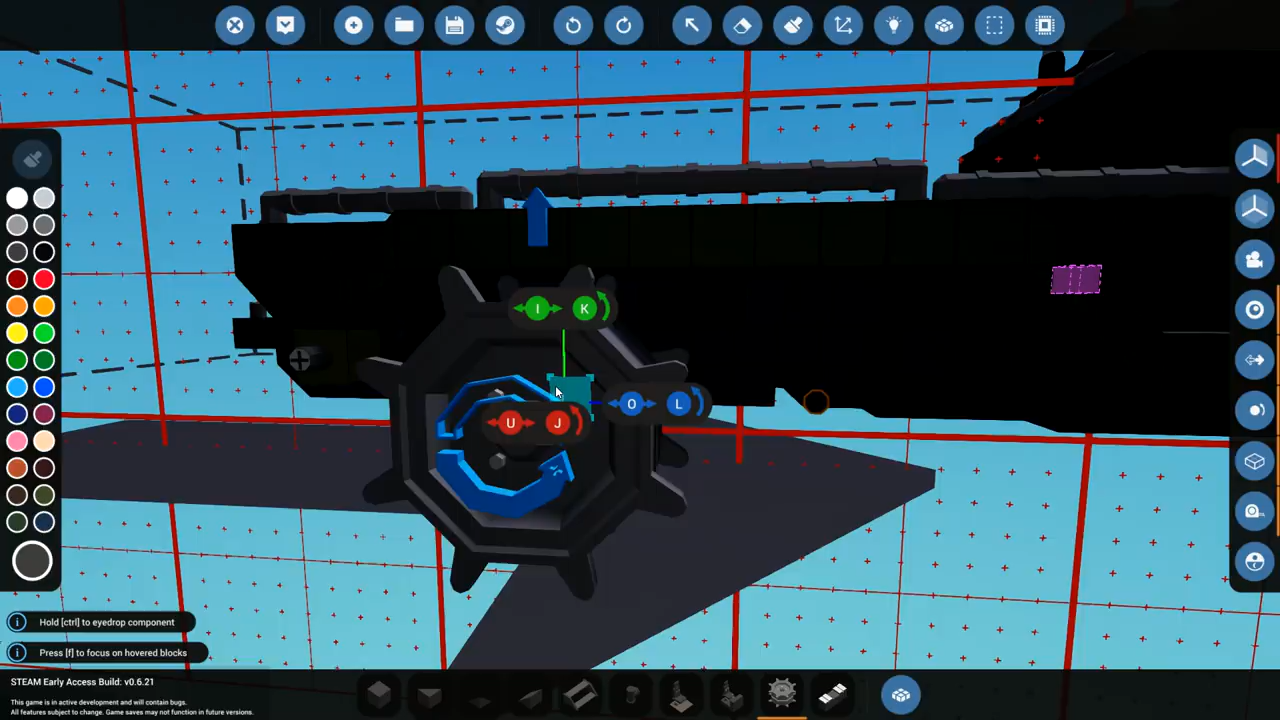 I K
O L
U J
Hold [ctrl] to eyedrop component
Press [f] to focus on hovered blocks
STEAM Early Access Build: v0.6.21
This game is in active development and will contain bugs.
All features subject to change. Game saves may not function in future versions.